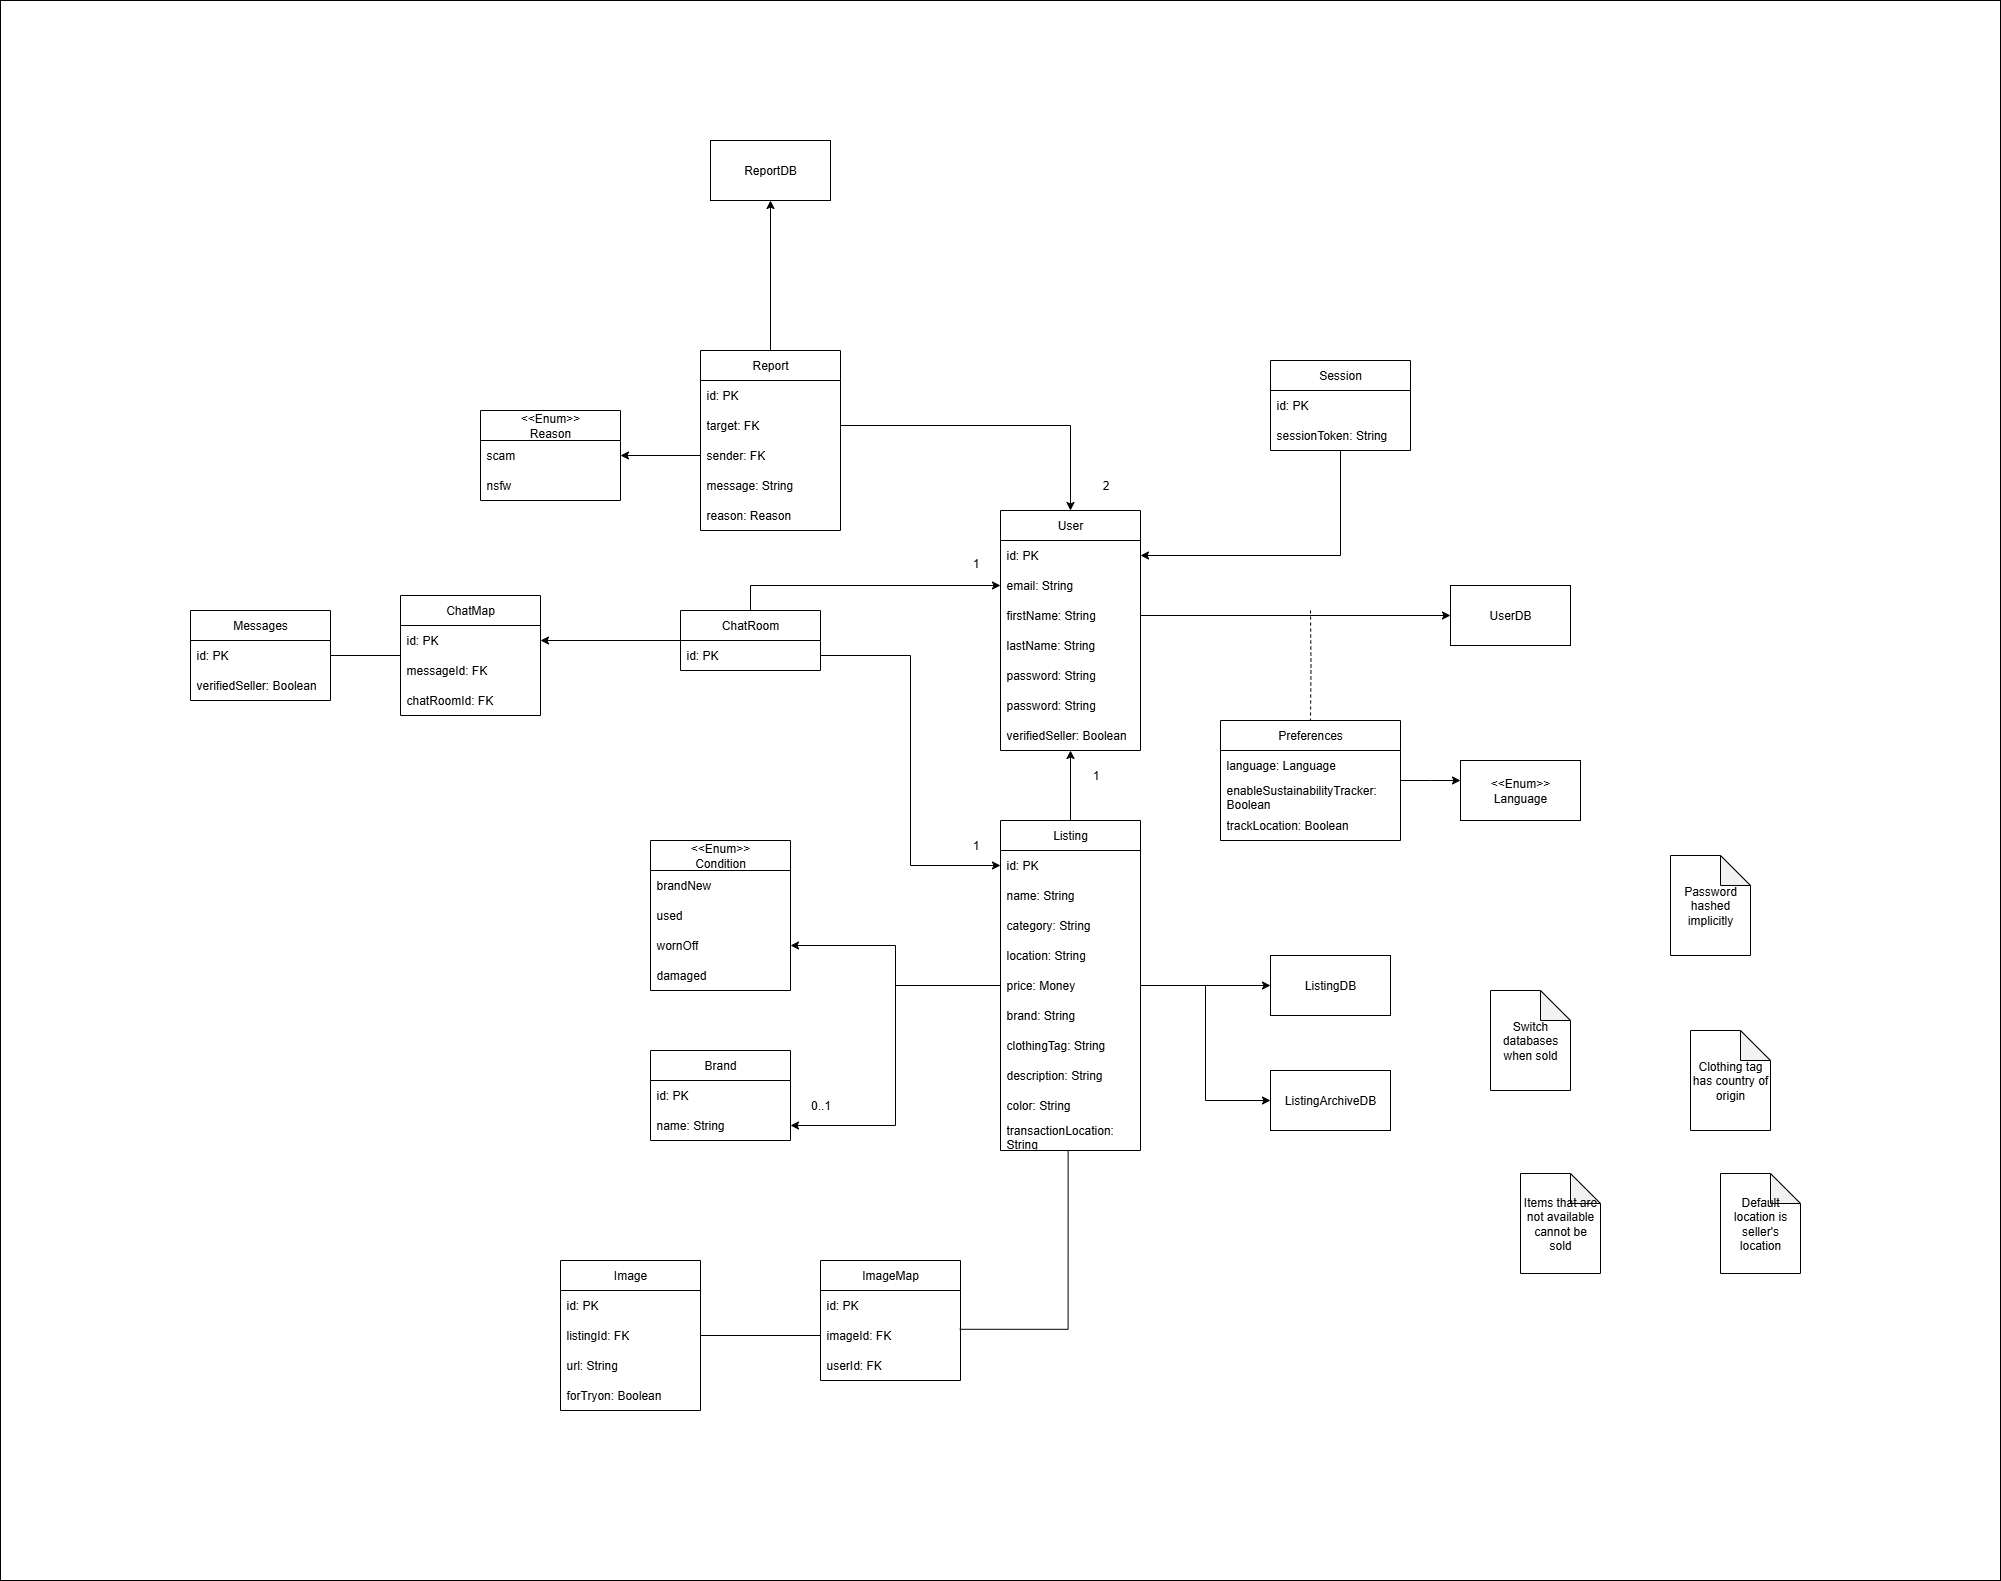 ReportDB
Report
id: PK
target: FK
sender: FK
message: String
reason: Reason
<<Enum>>
Reason
scam
nsfw
Session
id: PK
sessionToken: String
2
User
id: PK
email: String
firstName: String
lastName: String
password: String
password: String
verifiedSeller: Boolean
1
UserDB
Messages
id: PK
verifiedSeller: Boolean
ChatMap
id: PK
messageId: FK
chatRoomId: FK
ChatRoom
id: PK
Preferences
language: Language
enableSustainabilityTracker:
Boolean
trackLocation: Boolean
<<Enum>>
Language
1
1
Listing
id: PK
name: String
category: String
location: String
price: Money
brand: String
clothingTag: String
description: String
color: String
transactionLocation:
String
<<Enum>>
Condition
brandNew
used
wornOff
damaged
Brand
id: PK
name: String
0..1
ListingDB
ListingArchiveDB
Password
hashed
implicitly
Switch
databases
when sold
Clothing tag
has country of
origin
Items that are
not available
cannot be
sold
Default
location is
seller's
location
Image
id: PK
listingId: FK
url: String
forTryon: Boolean
ImageMap
id: PK
imageId: FK
userId: FK